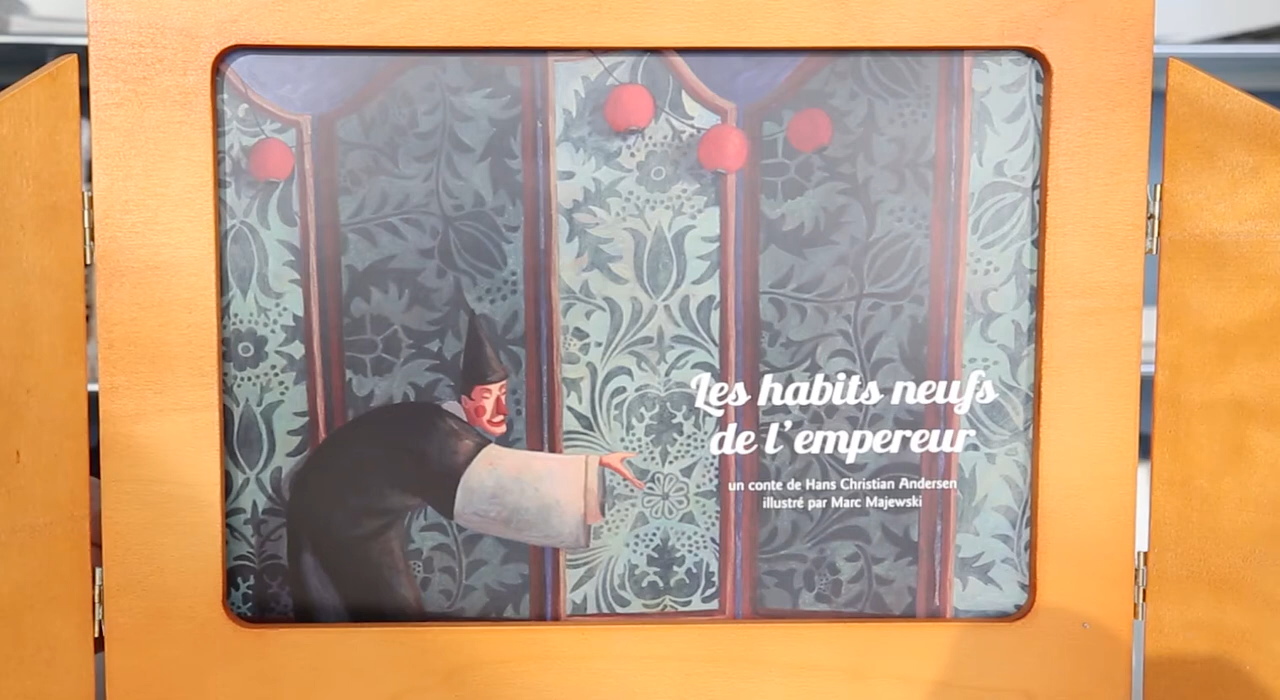 Les habits neufs
de l'empereur
un conte de Hans Christian Andersen
illustré par Marc Majewski